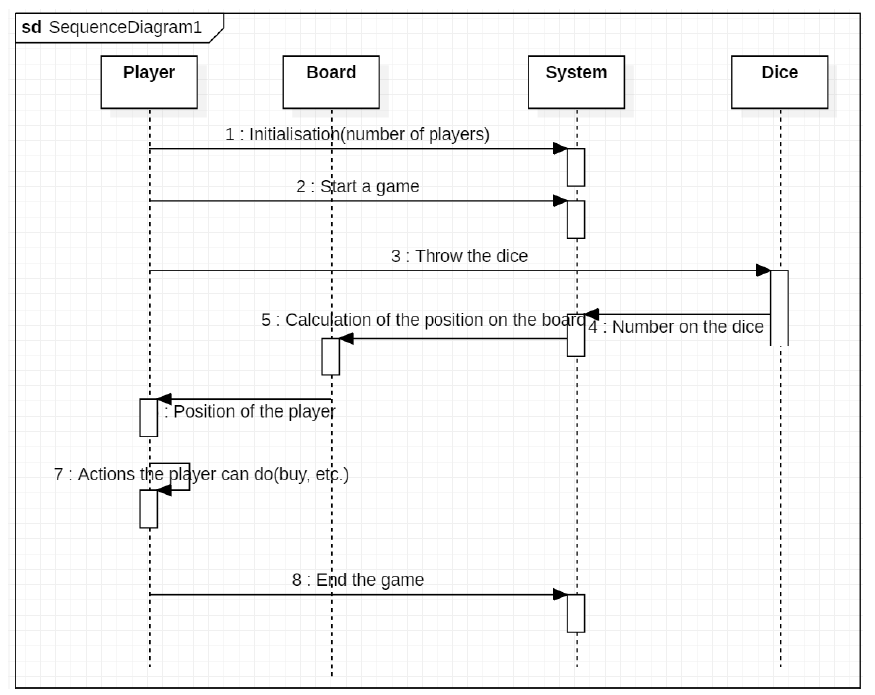 sd SequenceDiagram1
Player
Board
System
Dice
1 : Initialisation(number of players)
2 : Start a game
3 : Throw the dice
5 : Calculation of the position on the board
4 : Number on the dice
: Position of the player
7 : Actions the player can do(buy, etc.)
8 : End the game